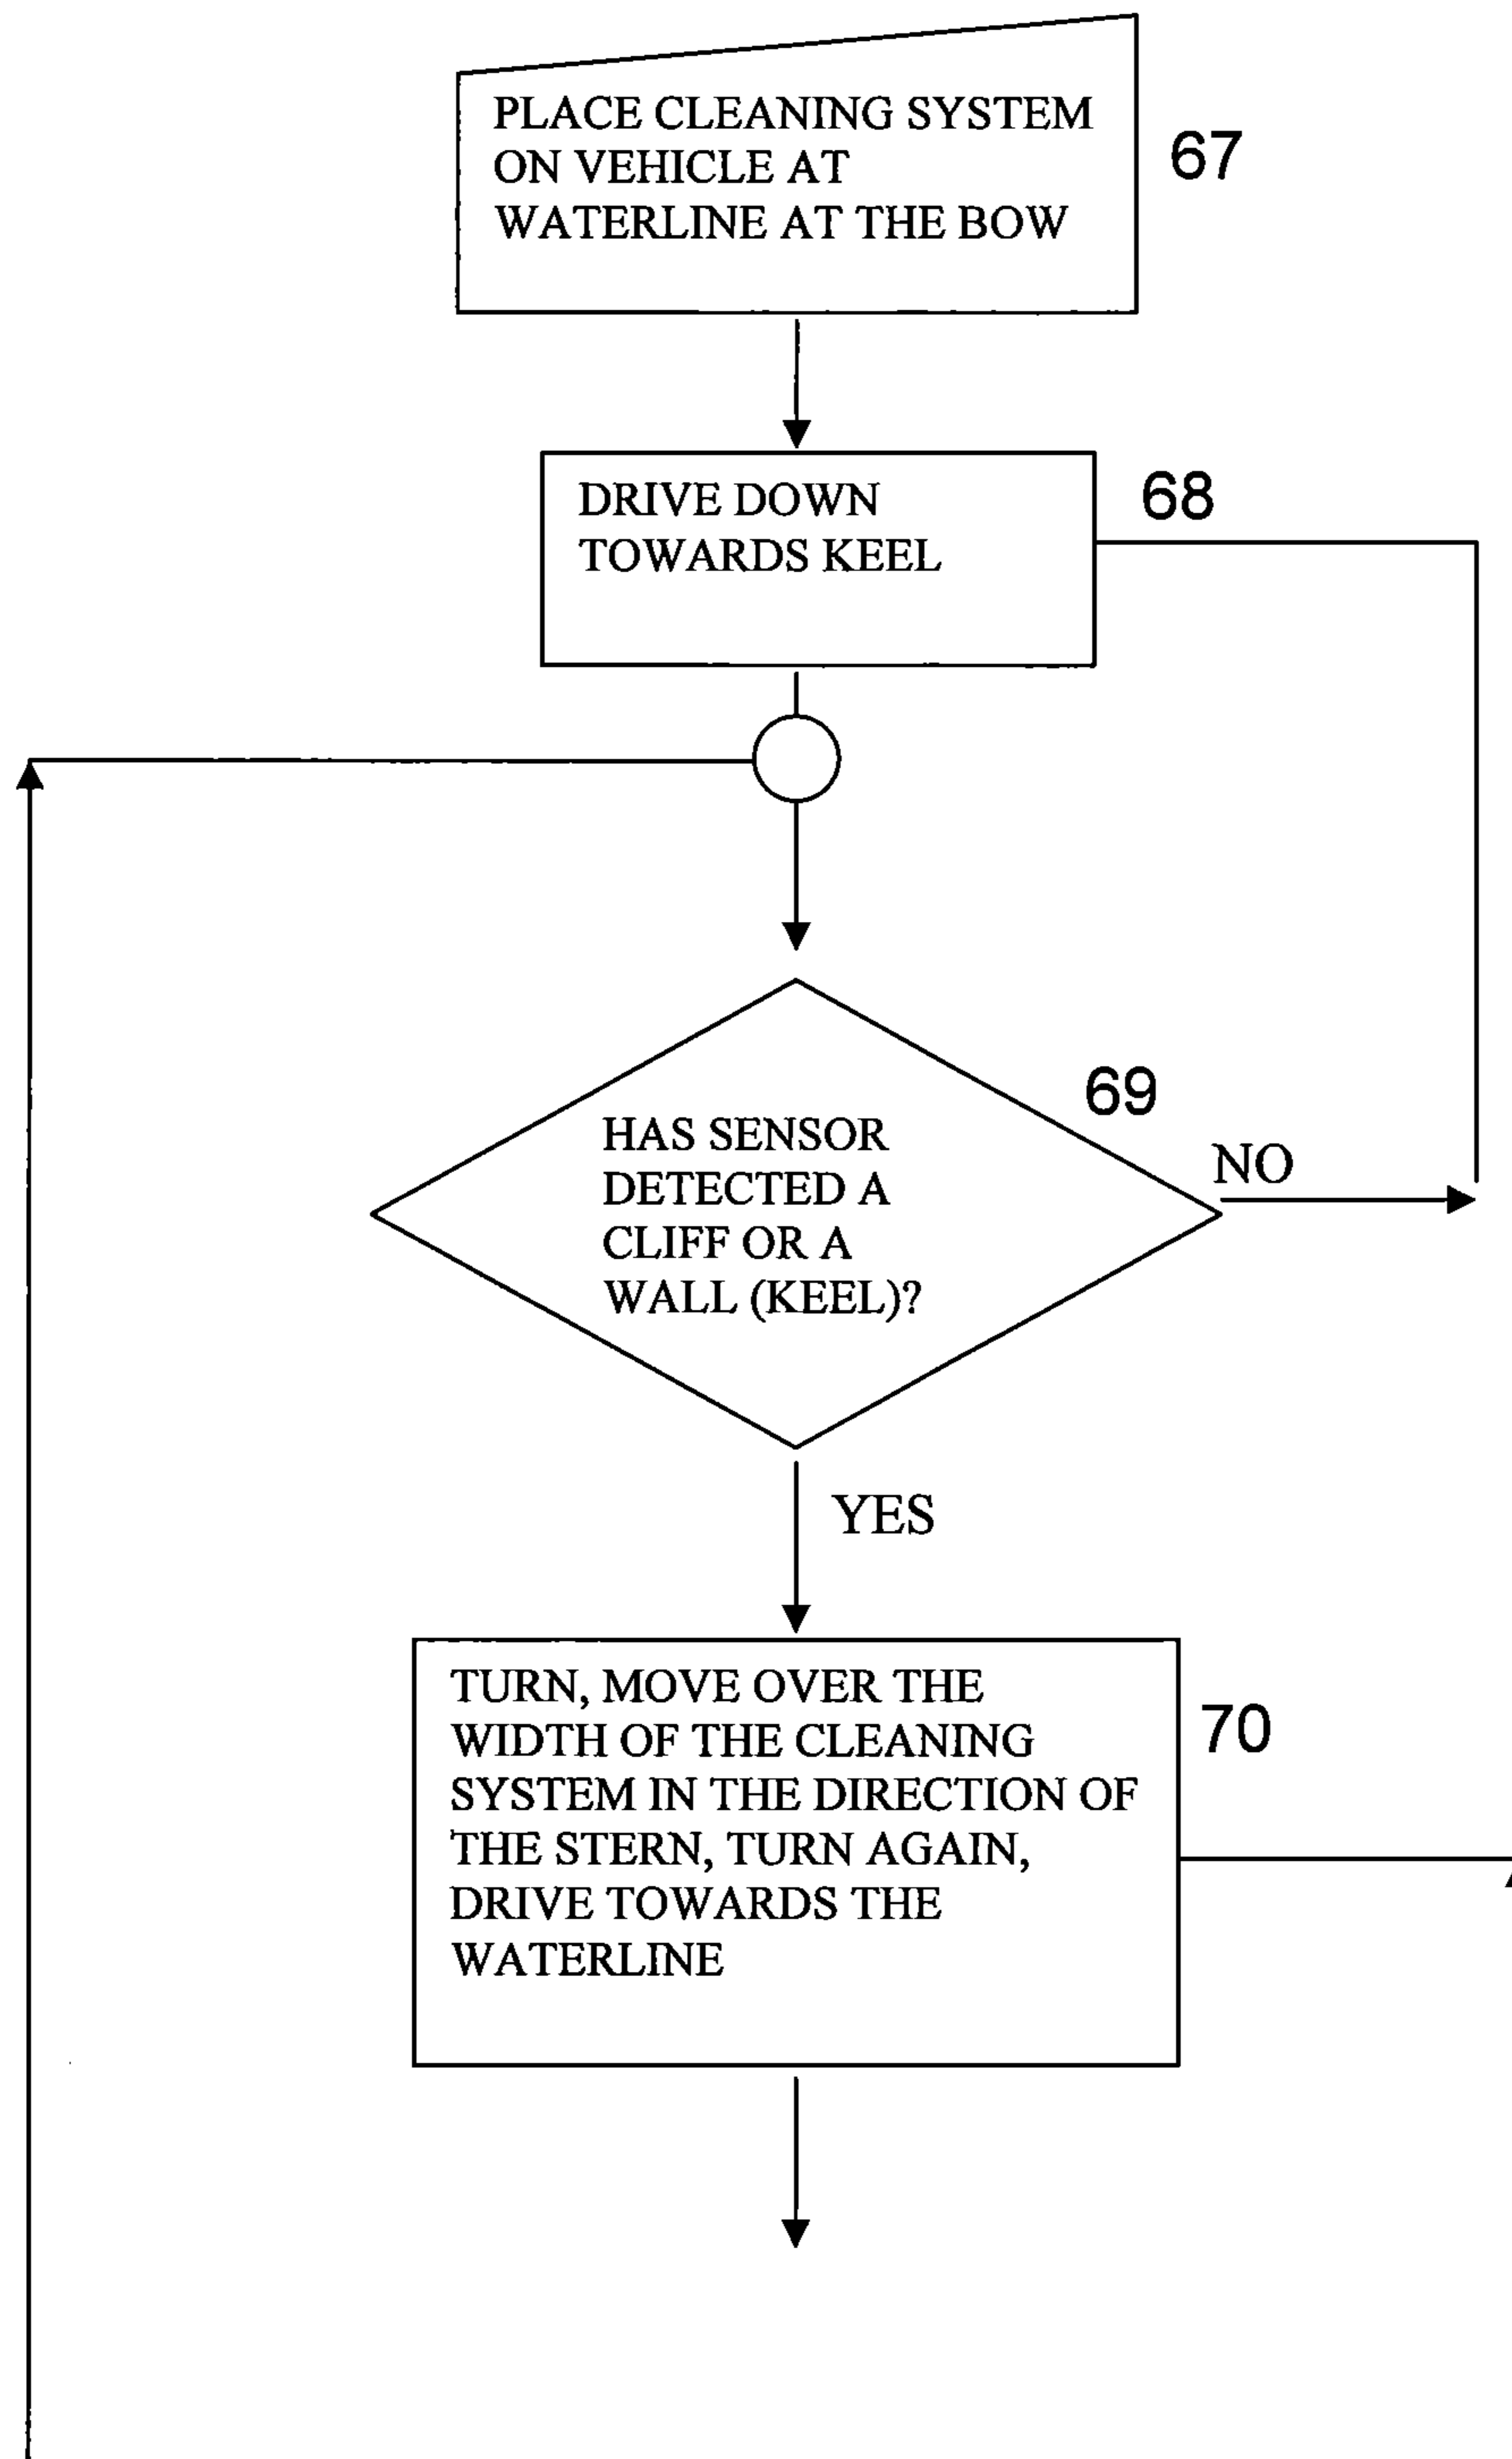 PLACE CLEANING SYSTEM
ON VEHICLE AT
WATERLINE AT THE BOW
67
DRIVE DOWN
TOWARDS KEEL
68
69
HAS SENSOR
DETECTED A
CLIFF OR A
WALL (KEEL)?
NO
YES
TURN, MOVE OVER THE
WIDTH OF THE CLEANING
SYSTEM IN THE DIRECTION OF
THE STERN, TURN AGAIN,
DRIVE TOWARDS THE
WATERLINE
70